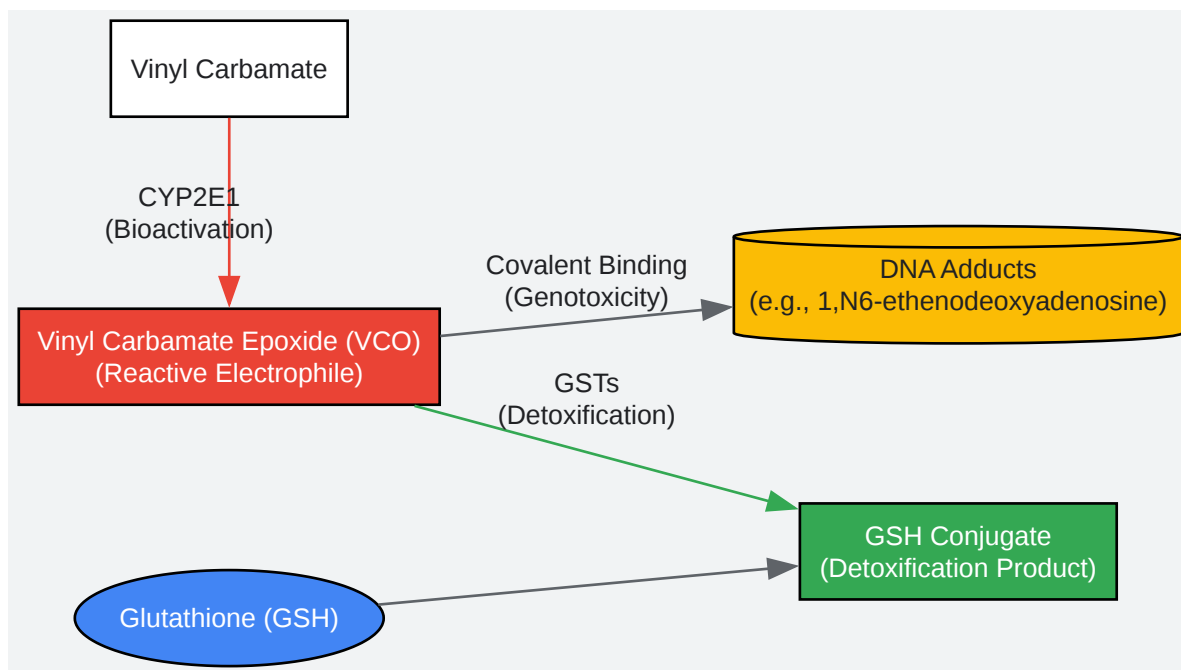 Vinyl Carbamate
CYP2E1
(Bioactivation)
Vinyl Carbamate Epoxide (VCO)
(Reactive Electrophile)
Covalent Binding
(Genotoxicity)
DNA Adducts
(e.g., 1,N6-ethenodeoxyadenosine)
GSTs
(Detoxification)
GSH Conjugate
(Detoxification Product)
Glutathione (GSH)